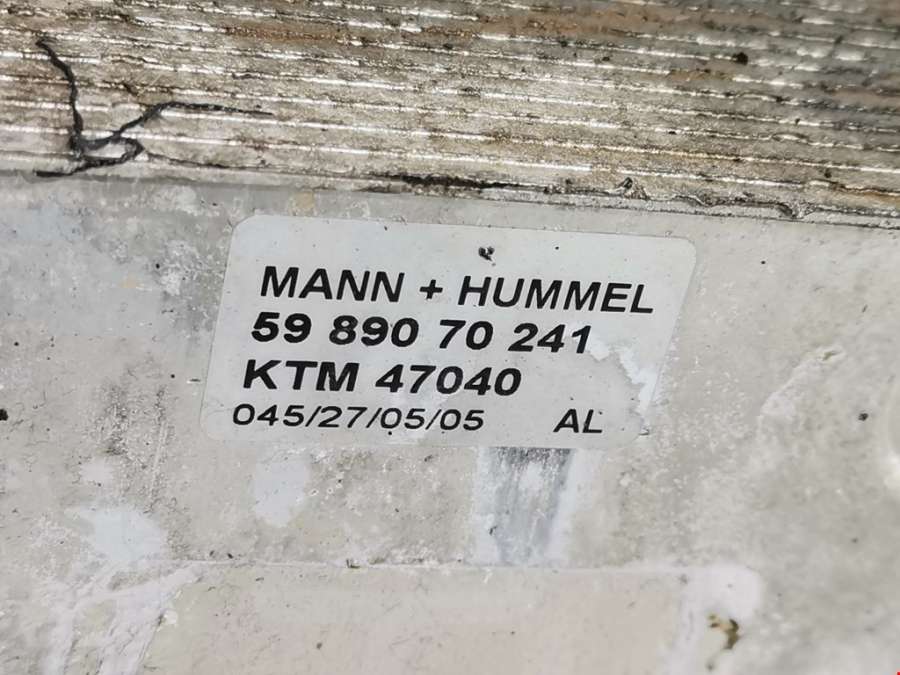 MANN + HUMMEL
59 890 70 241
KTM 47040
045/27/05/05 AL